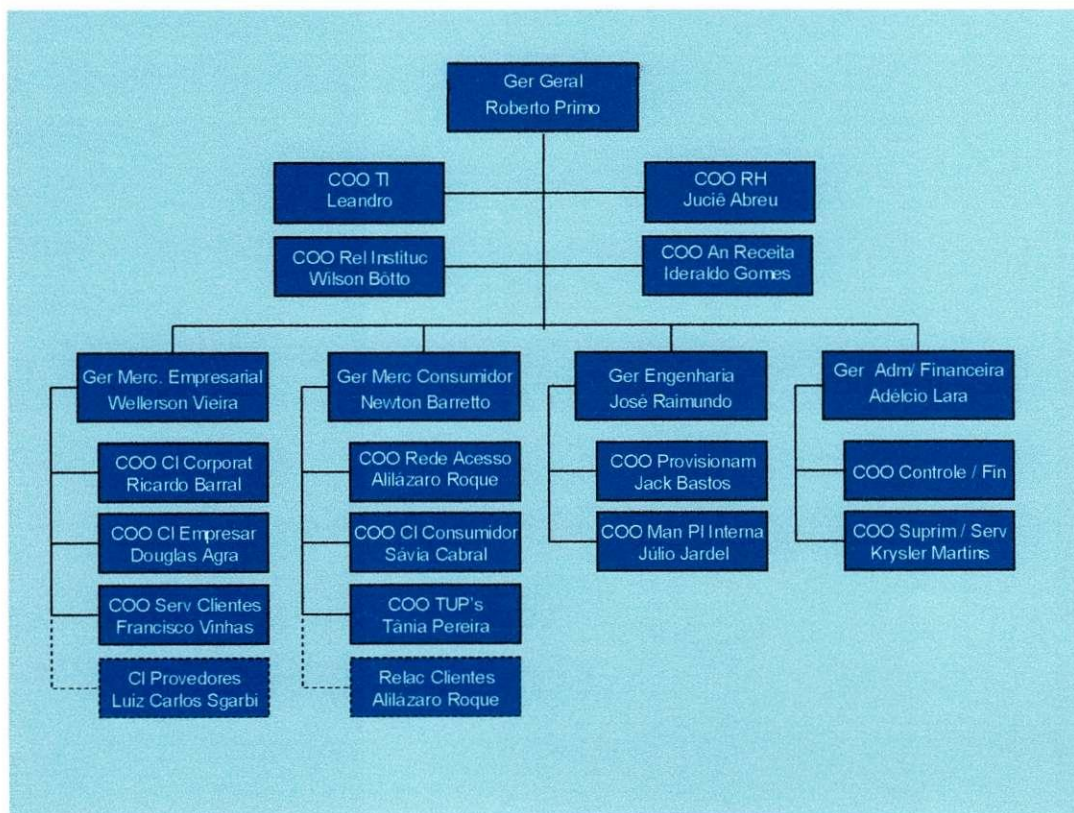 Ger Geral
Roberto Primo
COO TI
Leandro
COO RH
Juciê Abreu
COO Rel Instituc
Wilson Bôtto
COO An Receita
Ideraldo Gomes
Ger Merc. Empresarial
Wellerson Vieira
Ger Merc Consumidor
Newton Barretto
Ger Engenharia
José Raimundo
Ger Adm/ Financeira
Adélcio Lara
COO Cl Corporat
Ricardo Barral
COO Rede Acesso
Alilázaro Roque
COO Provisionam
Jack Bastos
COO Controle / Fin
COO Cl Empresar
Douglas Agra
COO Cl Consumidor
Sávia Cabral
COO Man Pl Interna
Júlio Jardel
COO Suprim / Serv
Krysler Martins
COO Serv Clientes
Francisco Vinhas
COO TUP's
Tânia Pereira
Cl Provedores
Luiz Carlos Sgarbi
Relac Clientes
Alilázaro Roque